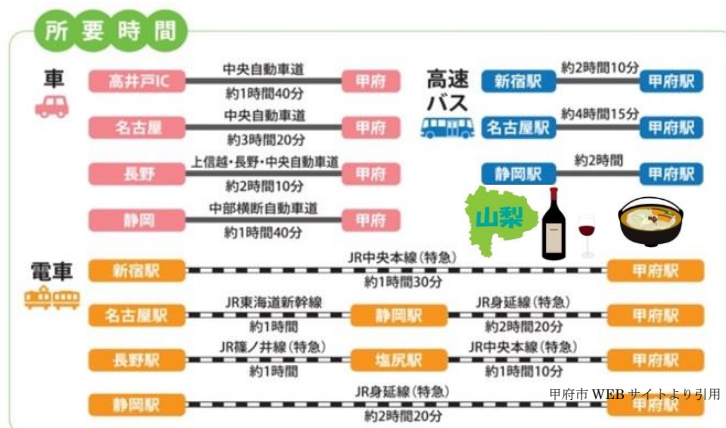 所要時間
車
高井戸IC 中央自動車道 約1時間40分 甲府
名古屋 中央自動車道 約3時間20分 甲府
長野 上信越・長野・中央自動車道 約2時間10分 甲府
静岡 中部横断自動車道 約1時間40分 甲府
高速
バス
新宿駅 約2時間10分 甲府駅
名古屋駅 約4時間15分 甲府駅
静岡駅 約2時間 甲府駅
山梨
電車
新宿駅 JR中央本線(特急) 約1時間30分 甲府駅
名古屋駅 JR東海道新幹線 約1時間 静岡駅 JR身延線(特急) 約2時間20分 甲府駅
長野駅 JR篠ノ井線(特急) 約1時間 塩尻駅 JR中央本線(特急) 約1時間10分 甲府駅
静岡駅 JR身延線(特急) 約2時間20分 甲府駅
甲府市 WEB サイトより引用